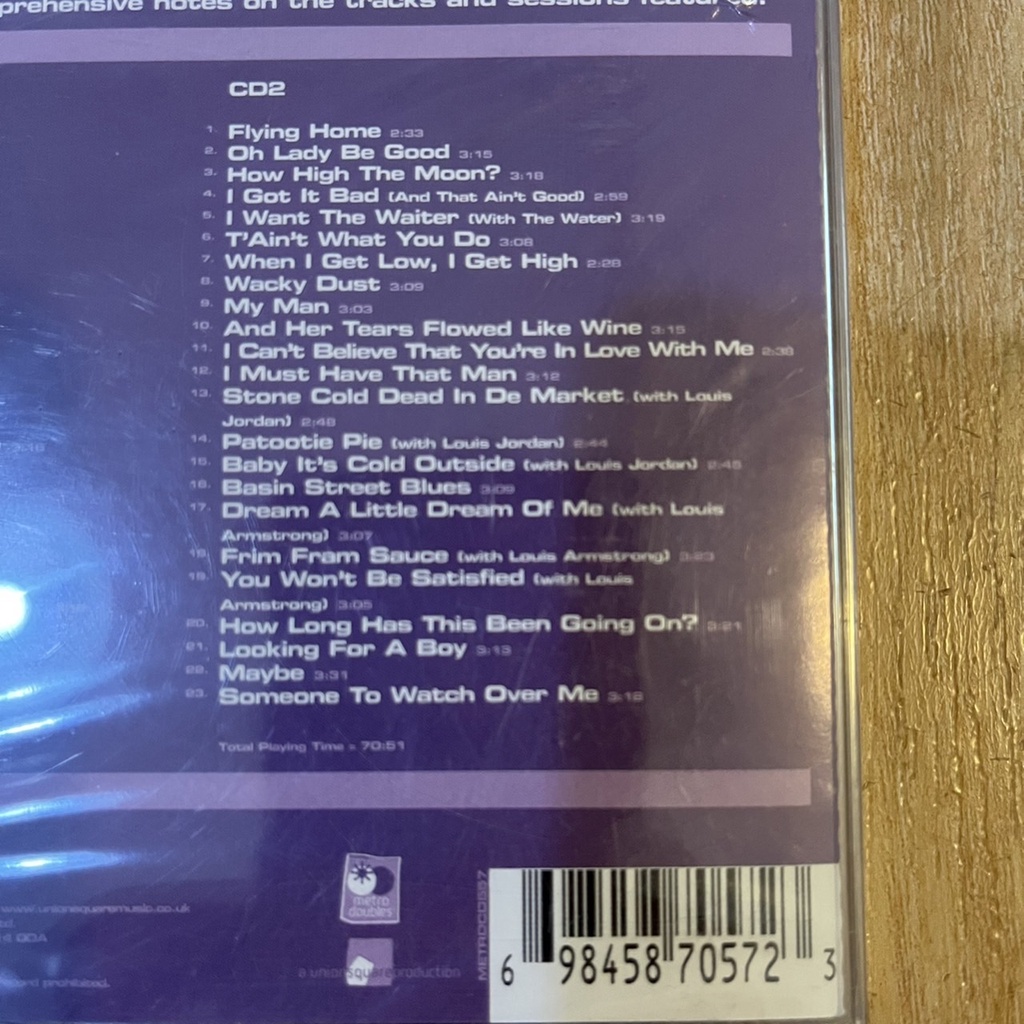 prehensive notes on the tracks and sessions featured.
CD2
1. Flying Home 2:33
2. Oh Lady Be Good 3:15
3. How High The Moon? 3:18
4. I Got It Bad (And That Ain't Good) 2:59
5. I Want The Waiter (With The Water) 3:19
6. T'Ain't What You Do 3:08
7. When I Get Low, I Get High 2:28
8. Wacky Dust 3:09
9. My Man 3:03
10. And Her Tears Flowed Like Wine 3:15
11. I Can't Believe That You're In Love With Me 2:38
12. I Must Have That Man 3:12
13. Stone Cold Dead In De Market (with Louis
Jordan) 2:48
14. Patootie Pie (with Louis Jordan) 2:44
15. Baby It's Cold Outside (with Louis Jordan) 2:45
16. Basin Street Blues 3:09
17. Dream A Little Dream Of Me (with Louis
Armstrong) 3:07
Frim Fram Sauce (with Louis Armstrong) 3:23
You Won't Be Satisfied (with Louis
Armstrong) 3:05
20. How Long Has This Been Going On? 3:21
21. Looking For A Boy 3:13
22. Maybe 3:31
23. Someone To Watch Over Me 3:18
Total Playing Time = 70:51
www.unionsquaremusic.co.uk
metro
doubles
0DA
prohibited.
a unionsquareproduction
6 98458 70572 3